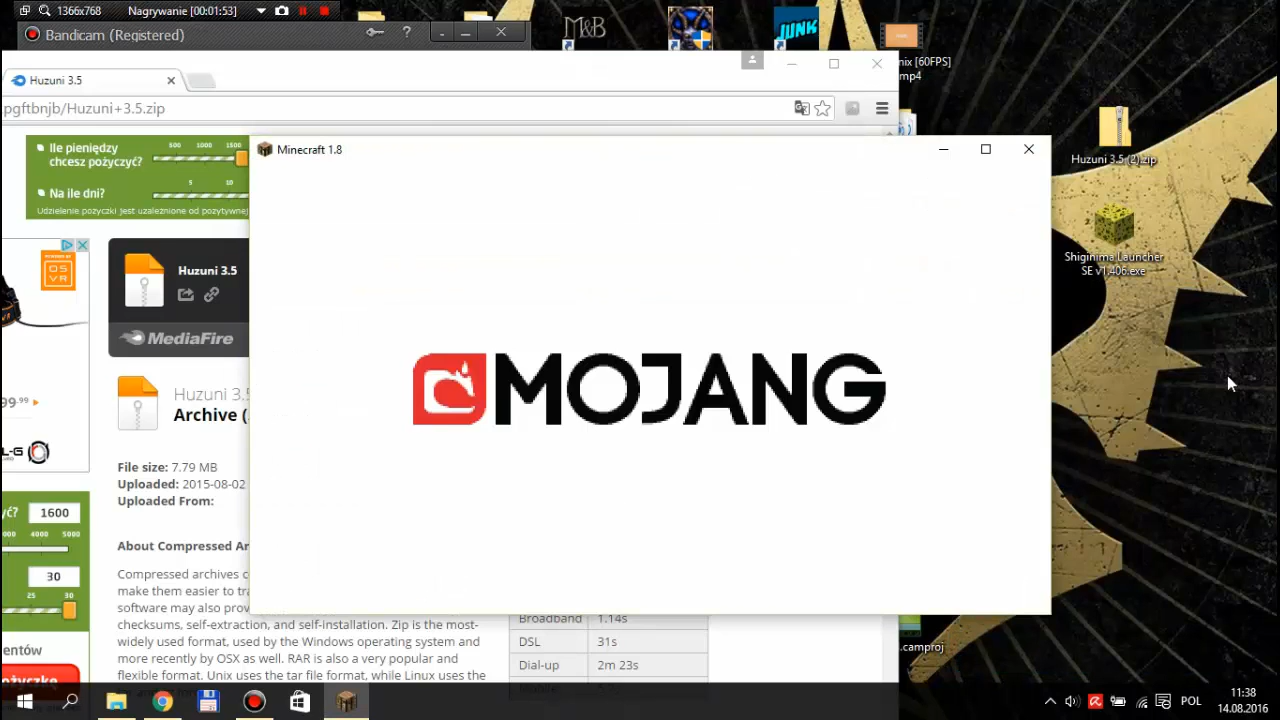 1366x768
Nagrywanie [00:01:53]
Bandicam (Registered)
M&B
JUNK
nix [60FPS]
mp4
Huzuni 3.5
pgftbnjb/Huzuni+3.5.zip
Ile pieniędzy
chcesz pożyczyć?
500 1000 1500
Na ile dni?
5 10
Udzielenie pożyczki jest uzależnione od pozytywnej
Minecraft 1.8
Huzuni 3.5 (2).zip
Shiginima Launcher
SE v1.406.exe
OS
VR
Huzuni 3.5
MediaFire
MOJANG
99.99
Huzuni 3.5
Archive (
L-G
File size: 7.79 MB
Uploaded: 2015-08-02
Uploaded From:
yć? 1600
000 4000 5000
About Compressed Ar
30
25 30
Compressed archives c
make them easier to tra
software may also prov
checksums, self-extraction, and self-installation. Zip is the most-
widely used format, used by the Windows operating system and
more recently by OSX as well. RAR is also a very popular and
flexible format. Unix uses the tar file format, while Linux uses the
Broadband 1.14s
DSL 31s
Dial-up 2m 23s
entów
pożyczkę
.camproj
POL
11:38
14.08.2016